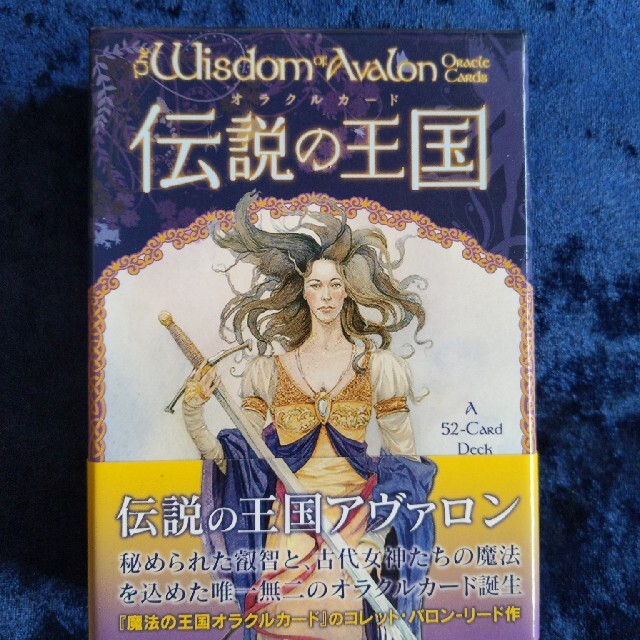 The Wisdom of Avalon Oracle Cards
オラクルカード
伝説の王国
A
52-Card
Deck
伝説の王国アヴァロン
秘められた叡智と、古代女神たちの魔法
を込めた唯一無二のオラクルカード誕生
『魔法の王国オラクルカード』のコレット・バロン-リード作